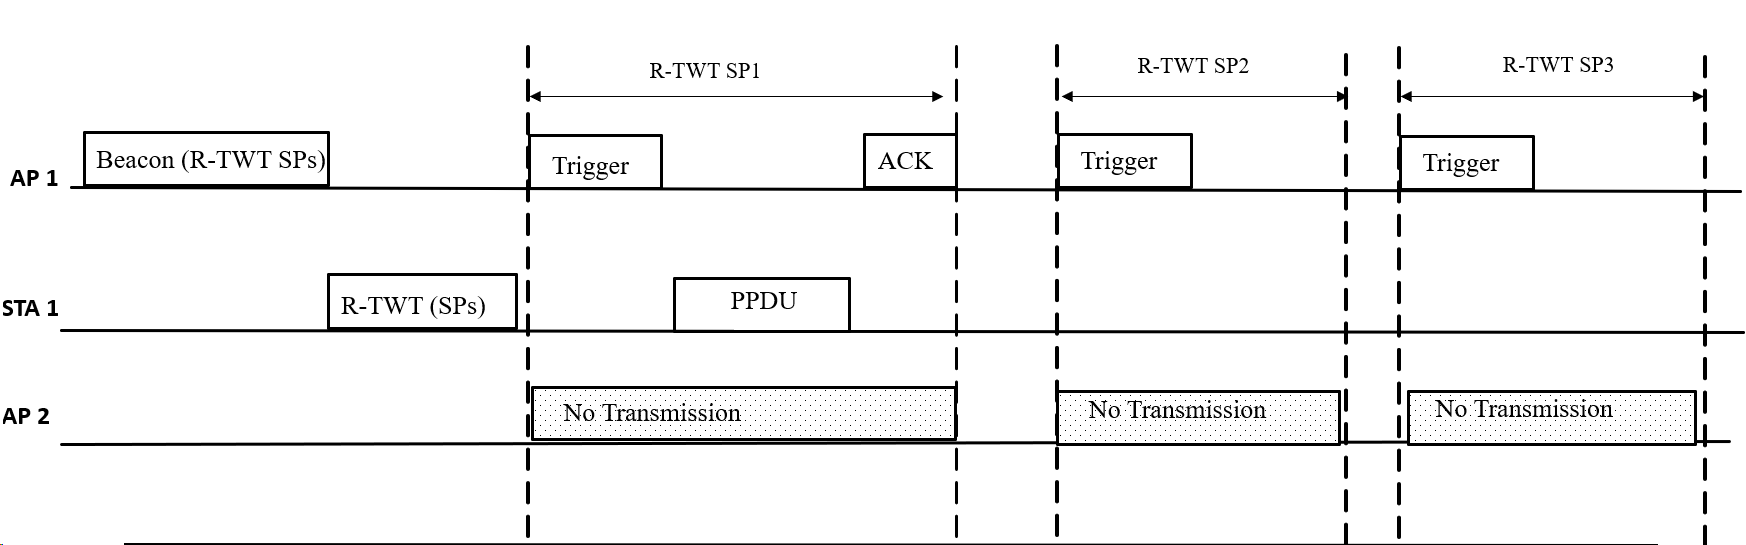 R-TWT SP1
R-TWT SP2
R-TWT SP3
AP 1
Beacon (R-TWT SPs)
Trigger
ACK
Trigger
Trigger
STA 1
R-TWT (SPs)
PPDU
AP 2
No Transmission
No Transmission
No Transmission